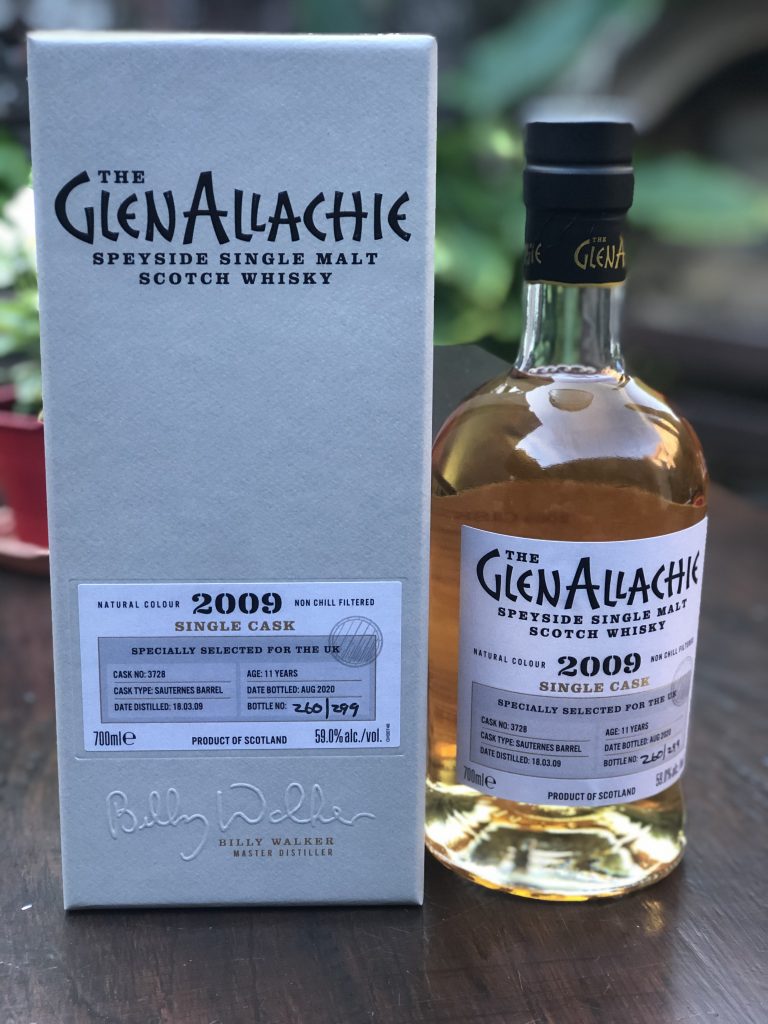 THE
GLENALLACHIE
SPEYSIDE SINGLE MALT
SCOTCH WHISKY
NATURAL COLOUR 2009 NON CHILL FILTERED
SINGLE CASK
SPECIALLY SELECTED FOR THE UK
CASK NO: 3728 AGE: 11 YEARS
CASK TYPE: SAUTERNES BARREL DATE BOTTLED: AUG 2020
DATE DISTILLED: 18.03.09 BOTTLE NO: 260/299
700ml e PRODUCT OF SCOTLAND 59.0% alc./vol.
Billy Walker
BILLY WALKER
MASTER DISTILLER
THE
GLENA
THE
GLENALLACHIE
SPEYSIDE SINGLE MALT
SCOTCH WHISKY
NATURAL COLOUR 2009 NON CHILL FILTERED
SINGLE CASK
SPECIALLY SELECTED FOR THE UK
CASK NO: 3728 AGE: 11 YEARS
CASK TYPE: SAUTERNES BARREL DATE BOTTLED: AUG 2020
DATE DISTILLED: 18.03.09 BOTTLE NO: 260/299
700ml e PRODUCT OF SCOTLAND 59.0%